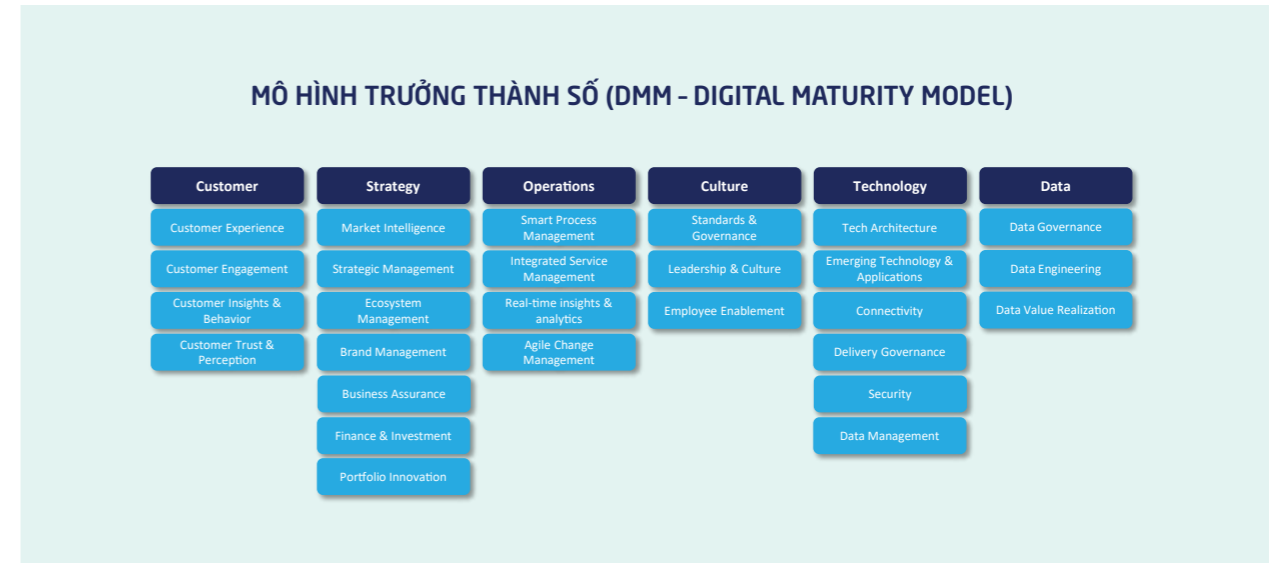 MÔ HÌNH TRƯỞNG THÀNH SỐ (DMM – DIGITAL MATURITY MODEL)
Customer
Customer Experience
Customer Engagement
Customer Insights &
Behavior
Customer Trust &
Perception
Strategy
Market Intelligence
Strategic Management
Ecosystem
Management
Brand Management
Business Assurance
Finance & Investment
Portfolio Innovation
Operations
Smart Process
Management
Integrated Service
Management
Real-time insights &
analytics
Agile Change
Management
Culture
Standards &
Governance
Leadership & Culture
Employee Enablement
Technology
Tech Architecture
Emerging Technology &
Applications
Connectivity
Delivery Governance
Security
Data Management
Data
Data Governance
Data Engineering
Data Value Realization